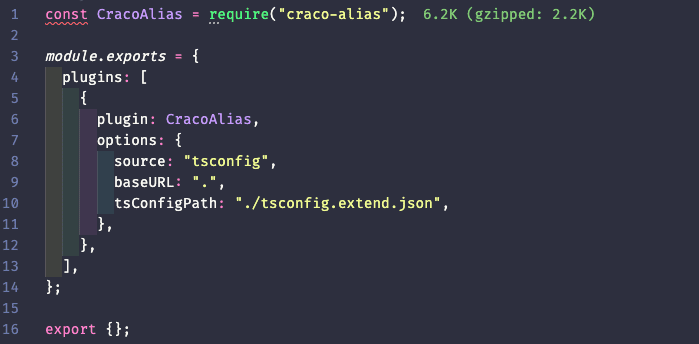 1 const CracoAlias = require("craco-alias"); 6.2K (gzipped: 2.2K)
2
3 module.exports = {
4   plugins: [
5     {
6       plugin: CracoAlias,
7       options: {
8         source: "tsconfig",
9         baseURL: ".",
10         tsConfigPath: "./tsconfig.extend.json",
11       },
12     },
13   ],
14 };
15
16 export {};